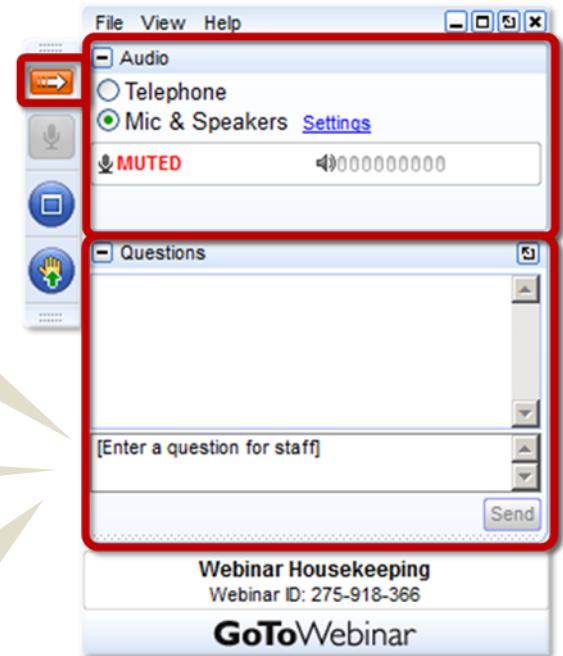 File View Help
Audio
Telephone
Mic & Speakers Settings
MUTED 000000000
Questions
[Enter a question for staff]
Send
Webinar Housekeeping
Webinar ID: 275-918-366
GoToWebinar